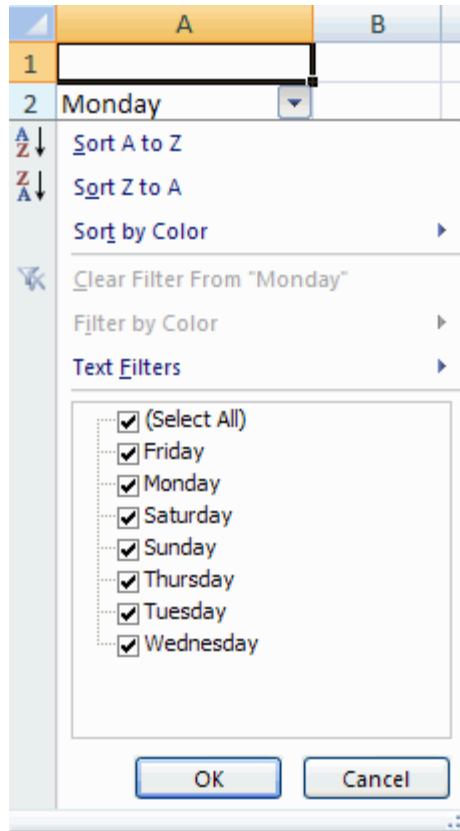 A B
1
2 Monday
A Z Sort A to Z
Z A Sort Z to A
Sort by Color
Clear Filter From "Monday"
Filter by Color
Text Filters
(Select All)
Friday
Monday
Saturday
Sunday
Thursday
Tuesday
Wednesday
OK Cancel